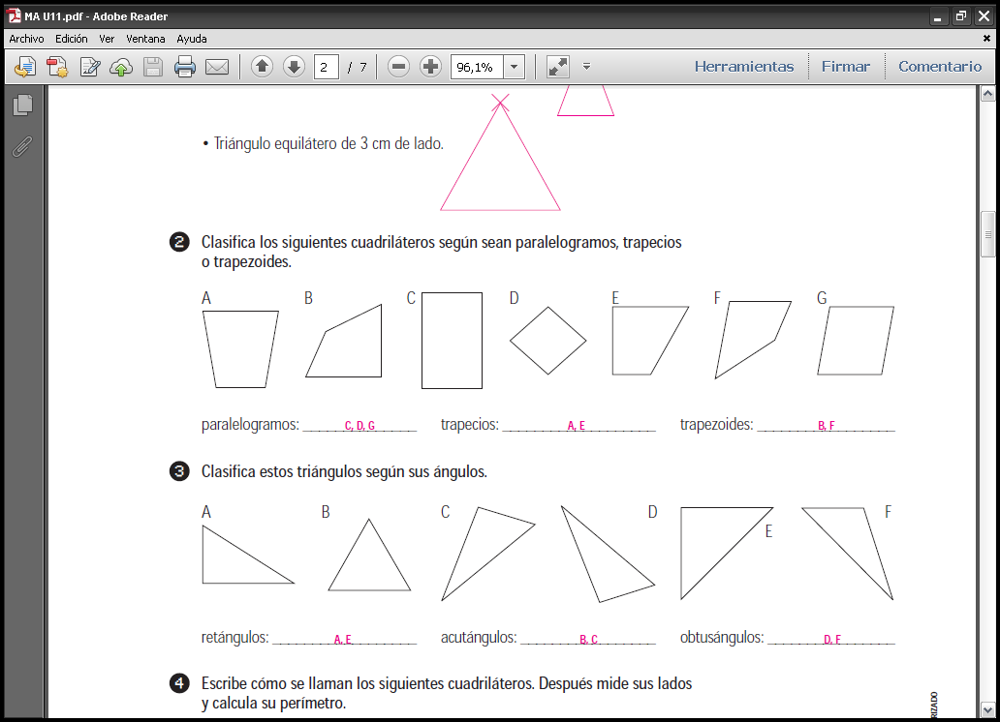 MA U11.pdf - Adobe Reader
Archivo Edición Ver Ventana Ayuda
2 / 7 96,1% Herramientas Firmar Comentario
• Triángulo equilátero de 3 cm de lado.
2 Clasifica los siguientes cuadriláteros según sean paralelogramos, trapecios
o trapezoides.
A B C D E F G
paralelogramos: C, D, G trapecios: A, E trapezoides: B, F
3 Clasifica estos triángulos según sus ángulos.
A B C D E F
retángulos: A, E acutángulos: B, C obtusángulos: D, F
4 Escribe cómo se llaman los siguientes cuadriláteros. Después mide sus lados
y calcula su perímetro.
RIZADO